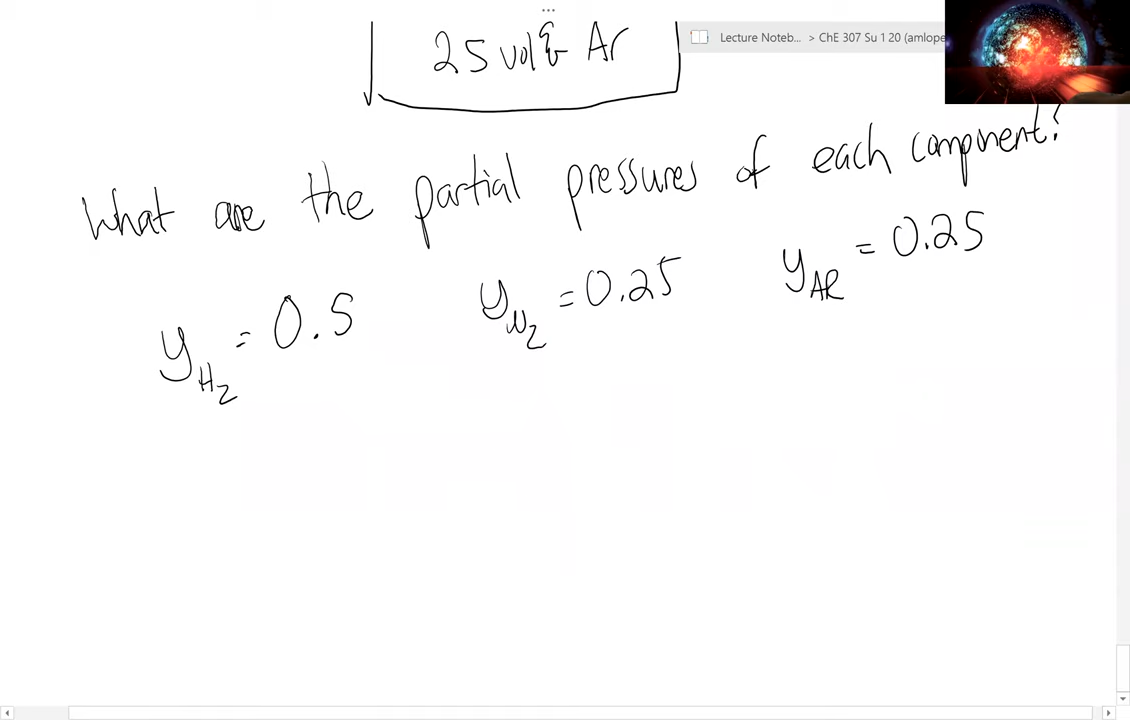 Lecture Noteb... > ChE 307 Su 1 20 (amlope
25 vol% Ar
What are the partial pressures of each component?
y_H2 = 0.5 y_N2 = 0.25 y_AR = 0.25